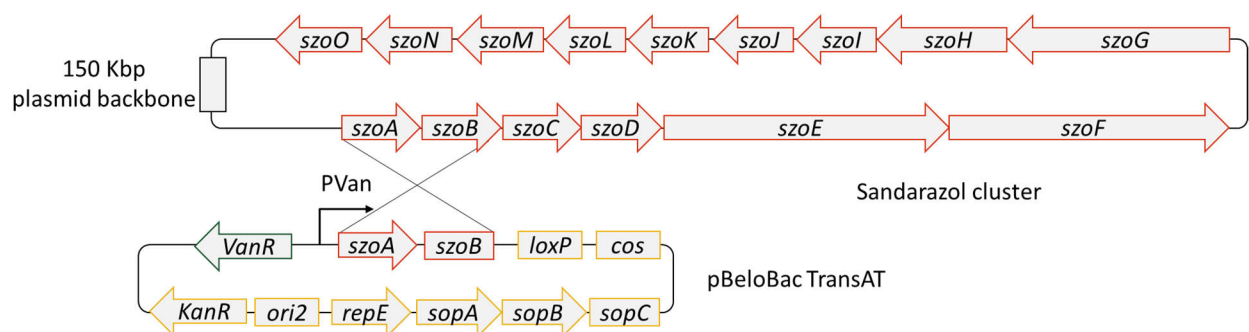 szoO szoN szoM szoL szoK szoJ szoI szoH szoG
150 Kbp
plasmid backbone
szoA szoB szoC szoD szoE szoF
PVan
Sandarazol cluster
VanR szoA szoB loxP cos
pBeloBac TransAT
KanR ori2 repE sopA sopB sopC